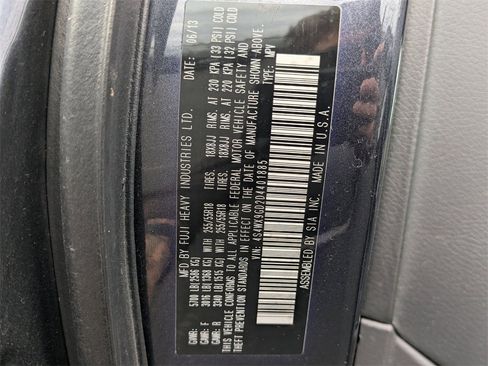 MFD BY FUJI HEAVY INDUSTRIES LTD. DATE: 06/13
GVWR: 5700 LB(2586 KG)
GAWR: F 3016 LB(1368 KG) WITH 255/55R18 TIRES, 18X8JJ RIMS, AT 230 KPA (33 PSI) COLD
GAWR: R 3340 LB(1515 KG) WITH 255/55R18 TIRES, 18X8JJ RIMS, AT 220 KPA (32 PSI) COLD
THIS VEHICLE CONFORMS TO ALL APPLICABLE FEDERAL MOTOR VEHICLE SAFETY AND
THEFT PREVENTION STANDARDS IN EFFECT ON THE DATE OF MANUFACTURE SHOWN ABOVE.
VIN: 4S4WX9GD2D4401885 TYPE: MPV
ASSEMBLED BY SIA INC. MADE IN U.S.A.